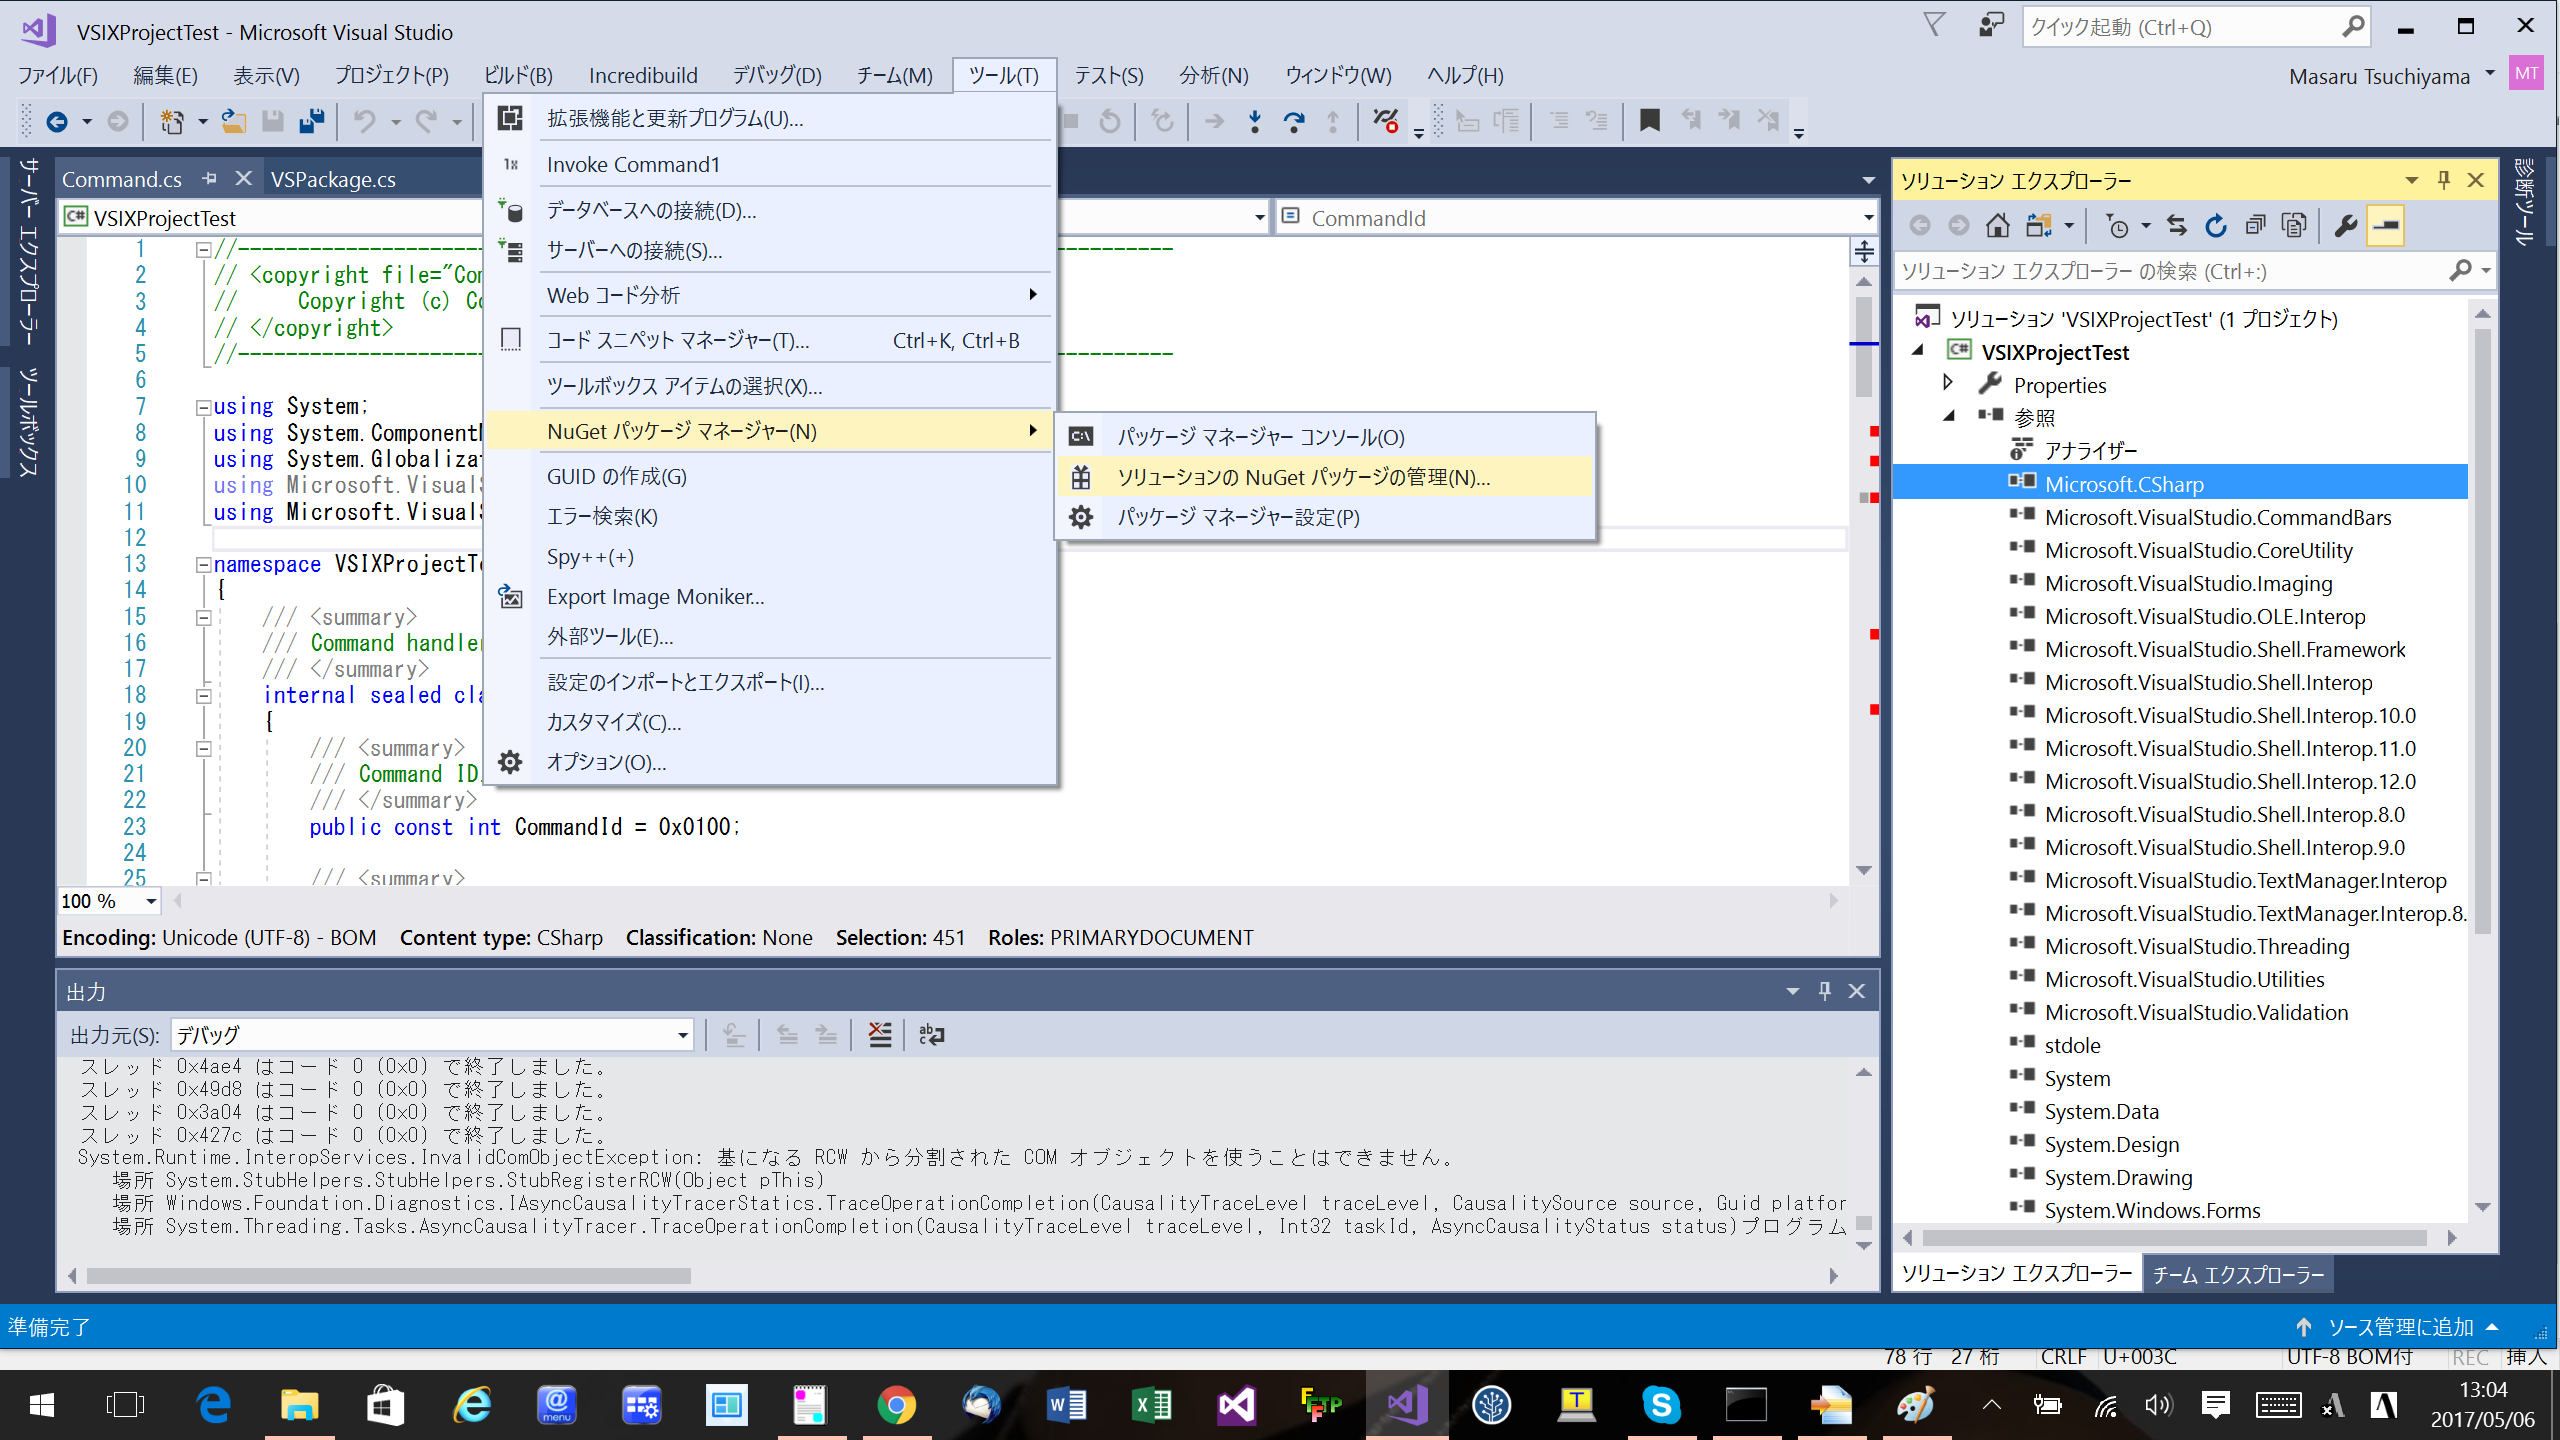 VSIXProjectTest - Microsoft Visual Studio
クイック起動 (Ctrl+Q)
ファイル(F) 編集(E) 表示(V) プロジェクト(P) ビルド(B) Incredibuild デバッグ(D) チーム(M) ツール(T) テスト(S) 分析(N) ウィンドウ(W) ヘルプ(H)
Masaru Tsuchiyama MT
サーバー エクスプローラー
ツールボックス
Command.cs VSPackage.cs
VSIXProjectTest
CommandId
拡張機能と更新プログラム(U)...
Invoke Command1
データベースへの接続(D)...
サーバーへの接続(S)...
Web コード分析
コード スニペット マネージャー(T)... Ctrl+K, Ctrl+B
ツールボックス アイテムの選択(X)...
NuGet パッケージ マネージャー(N)
GUID の作成(G)
エラー検索(K)
Spy++(+)
Export Image Moniker...
外部ツール(E)...
設定のインポートとエクスポート(I)...
カスタマイズ(C)...
オプション(O)...
パッケージ マネージャー コンソール(O)
ソリューションの NuGet パッケージの管理(N)...
パッケージ マネージャー設定(P)
1 //----------------------
2 // <copyright file="Co
3 // Copyright (c) C
4 // </copyright>
5 //----------------------
6
7 using System;
8 using System.Component
9 using System.Globaliza
10 using Microsoft.Visual
11 using Microsoft.Visual
12
13 namespace VSIXProjectT
14 {
15 /// <summary>
16 /// Command handler
17 /// </summary>
18 internal sealed cl
19 {
20 /// <summary>
21 /// Command ID.
22 /// </summary>
23 public const int CommandId = 0x0100;
24
25 /// <summary>
100 %
Encoding: Unicode (UTF-8) - BOM Content type: CSharp Classification: None Selection: 451 Roles: PRIMARYDOCUMENT
出力
出力元(S): デバッグ
スレッド 0x4ae4 はコード 0 (0x0) で終了しました。
スレッド 0x49d8 はコード 0 (0x0) で終了しました。
スレッド 0x3a04 はコード 0 (0x0) で終了しました。
スレッド 0x427c はコード 0 (0x0) で終了しました。
System.Runtime.InteropServices.InvalidComObjectException: 基になる RCW から分割された COM オブジェクトを使うことはできません。
場所 System.StubHelpers.StubHelpers.StubRegisterRCW(Object pThis)
場所 Windows.Foundation.Diagnostics.IAsyncCausalityTracerStatics.TraceOperationCompletion(CausalityTraceLevel traceLevel, CausalitySource source, Guid platfor
場所 System.Threading.Tasks.AsyncCausalityTracer.TraceOperationCompletion(CausalityTraceLevel traceLevel, Int32 taskId, AsyncCausalityStatus status)プログラム
ソリューション エクスプローラー
ソリューション エクスプローラー の検索 (Ctrl+:)
ソリューション 'VSIXProjectTest' (1 プロジェクト)
VSIXProjectTest
Properties
参照
アナライザー
Microsoft.CSharp
Microsoft.VisualStudio.CommandBars
Microsoft.VisualStudio.CoreUtility
Microsoft.VisualStudio.Imaging
Microsoft.VisualStudio.OLE.Interop
Microsoft.VisualStudio.Shell.Framework
Microsoft.VisualStudio.Shell.Interop
Microsoft.VisualStudio.Shell.Interop.10.0
Microsoft.VisualStudio.Shell.Interop.11.0
Microsoft.VisualStudio.Shell.Interop.12.0
Microsoft.VisualStudio.Shell.Interop.8.0
Microsoft.VisualStudio.Shell.Interop.9.0
Microsoft.VisualStudio.TextManager.Interop
Microsoft.VisualStudio.TextManager.Interop.8.
Microsoft.VisualStudio.Threading
Microsoft.VisualStudio.Utilities
Microsoft.VisualStudio.Validation
stdole
System
System.Data
System.Design
System.Drawing
System.Windows.Forms
ソリューション エクスプローラー チーム エクスプローラー
診断ツール
準備完了
ソース管理に追加
78 行 27 桁 CRLF U+003C UTF-8 BOM付 REC 挿入
13:04
2017/05/06